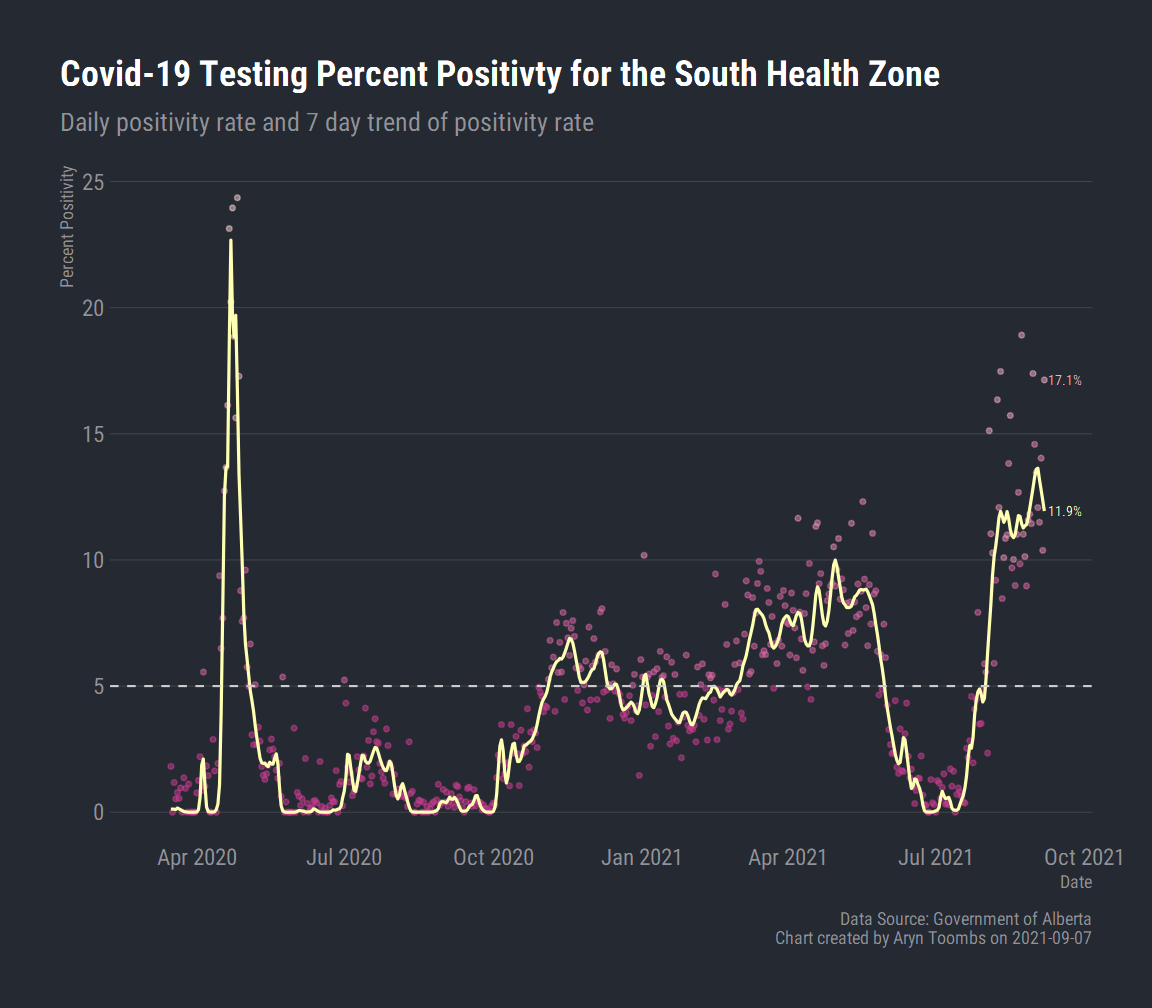 Covid-19 Testing Percent Positivty for the South Health Zone
Daily positivity rate and 7 day trend of positivity rate
Percent Positivity
25
20
15
10
5
0
17.1%
11.9%
Apr 2020 Jul 2020 Oct 2020 Jan 2021 Apr 2021 Jul 2021 Oct 2021
Date
Data Source: Government of Alberta
Chart created by Aryn Toombs on 2021-09-07